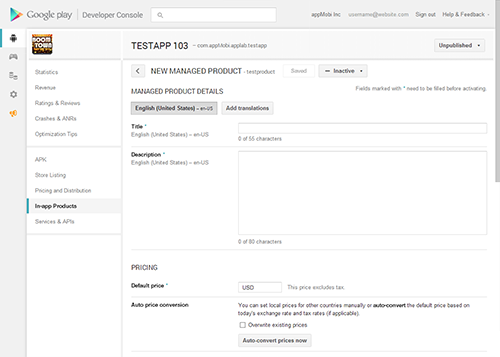 Google play
Developer Console
appMobi Inc
username@website.com
Sign out
Help & Feedback
BOOM TOWN
TESTAPP 103 – com.appMobi.applab.testapp
Unpublished
Statistics
Revenue
Ratings & Reviews
Crashes & ANRs
Optimization Tips
APK
Store Listing
Pricing and Distribution
In-app Products
Services & APIs
NEW MANAGED PRODUCT - testproduct
Saved
Inactive
MANAGED PRODUCT DETAILS
Fields marked with * need to be filled before activating.
English (United States) – en-US
Add translations
Title *
English (United States) – en-US
0 of 55 characters
Description *
English (United States) – en-US
0 of 80 characters
PRICING
Default price *
USD
This price excludes tax.
Auto price conversion
You can set local prices for other countries manually or auto-convert the default price based on
today's exchange rate and tax rates (if applicable).
Overwrite existing prices.
Auto-convert prices now